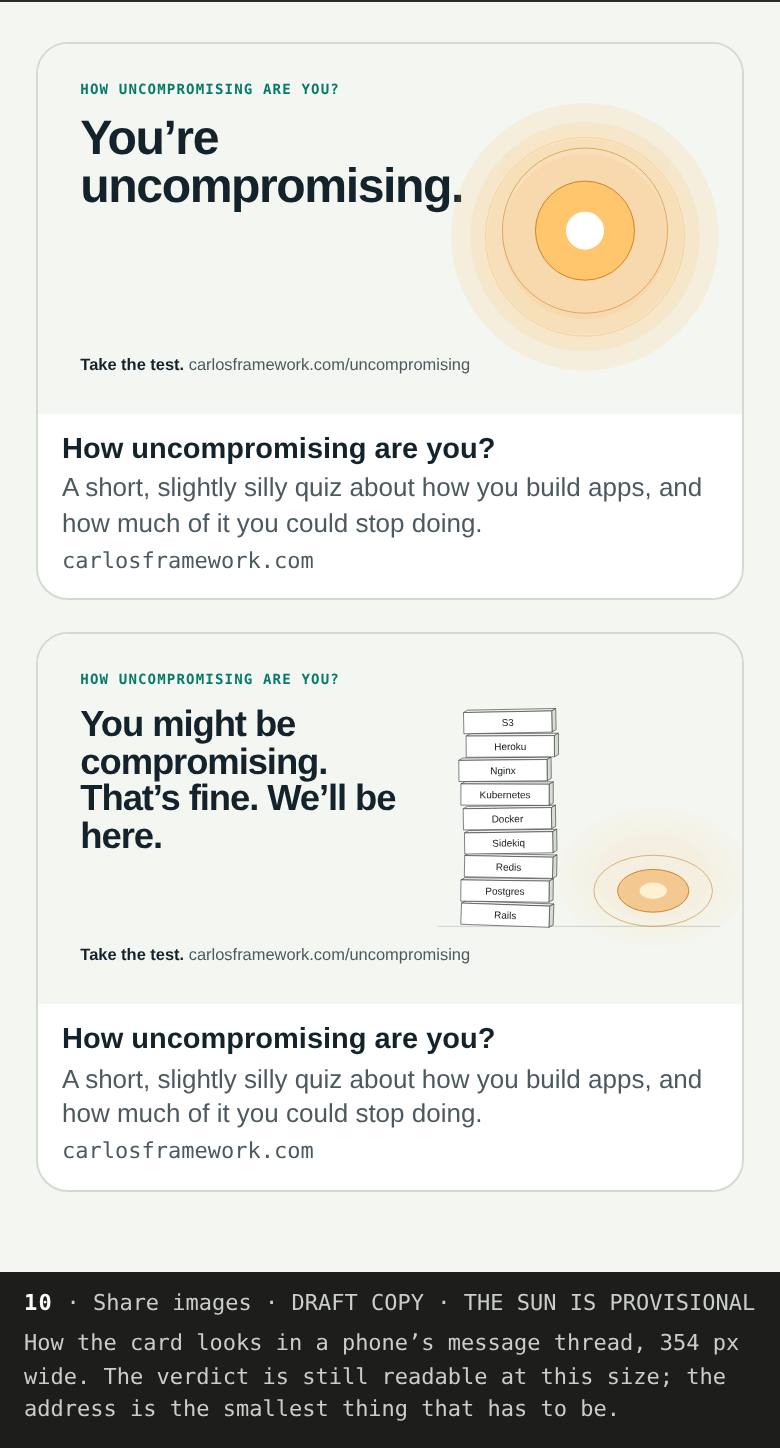 HOW UNCOMPROMISING ARE YOU?
You’re
uncompromising.
Take the test. carlosframework.com/uncompromising
How uncompromising are you?
A short, slightly silly quiz about how you build apps, and
how much of it you could stop doing.
carlosframework.com
HOW UNCOMPROMISING ARE YOU?
You might be
compromising.
That’s fine. We’ll be
here.
S3
Heroku
Nginx
Kubernetes
Docker
Sidekiq
Redis
Postgres
Rails
Take the test. carlosframework.com/uncompromising
How uncompromising are you?
A short, slightly silly quiz about how you build apps, and
how much of it you could stop doing.
carlosframework.com
10 · Share images · DRAFT COPY · THE SUN IS PROVISIONAL
How the card looks in a phone’s message thread, 354 px
wide. The verdict is still readable at this size; the
address is the smallest thing that has to be.